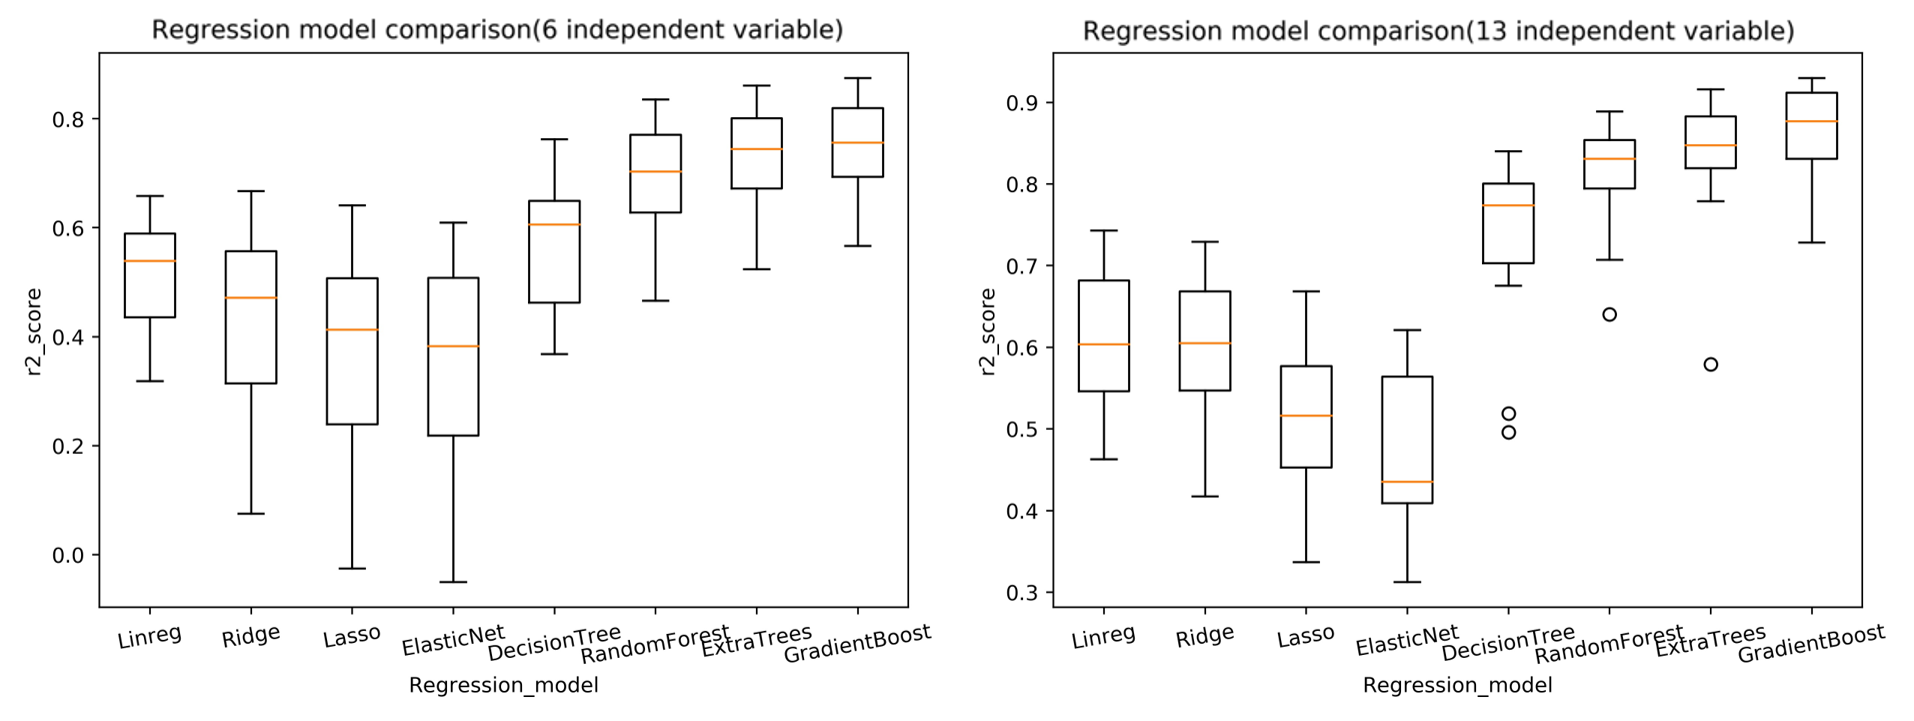 Regression model comparison(6 independent variable)
r2_score
0.8
0.6
0.4
0.2
0.0
Linreg
Ridge
Lasso
ElasticNet
DecisionTree
RandomForest
ExtraTrees
GradientBoost
Regression_model
Regression model comparison(13 independent variable)
r2_score
0.9
0.8
0.7
0.6
0.5
0.4
0.3
Linreg
Ridge
Lasso
ElasticNet
DecisionTree
RandomForest
ExtraTrees
GradientBoost
Regression_model